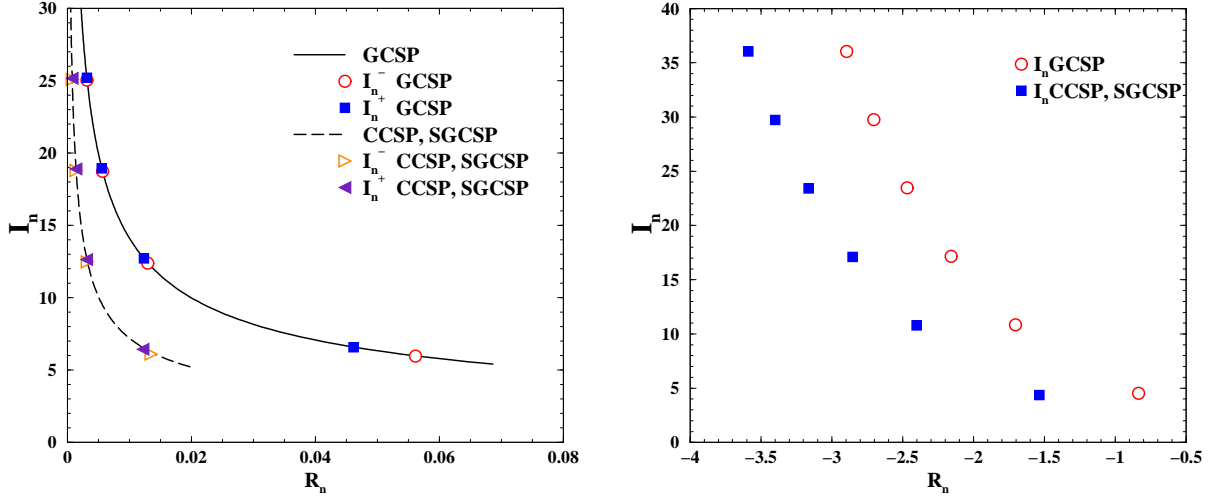 30
25
20
15
10
5
0
I_n
GCSP
I_n^- GCSP
I_n^+ GCSP
CCSP, SGCSP
I_n^- CCSP, SGCSP
I_n^+ CCSP, SGCSP
0 0.02 0.04 0.06 0.08
R_n
40
35
30
25
20
15
10
5
0
I_n
I_n GCSP
I_n CCSP, SGCSP
−4 −3.5 −3 −2.5 −2 −1.5 −1 −0.5
R_n